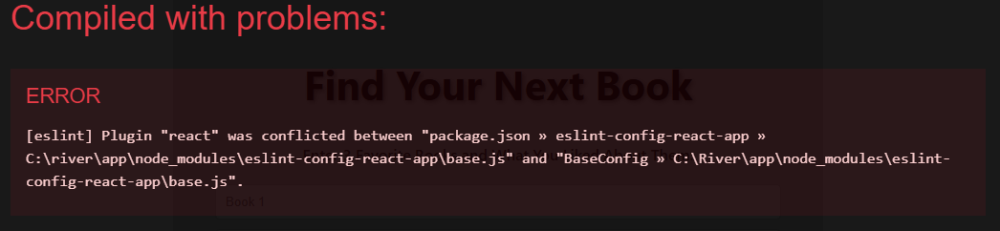 Compiled with problems:
Find Your Next Book
ERROR
[eslint] Plugin "react" was conflicted between "package.json » eslint-config-react-app »
C:\river\app\node_modules\eslint-config-react-app\base.js" and "BaseConfig » C:\River\app\node_modules\eslint-
config-react-app\base.js".
Book 1